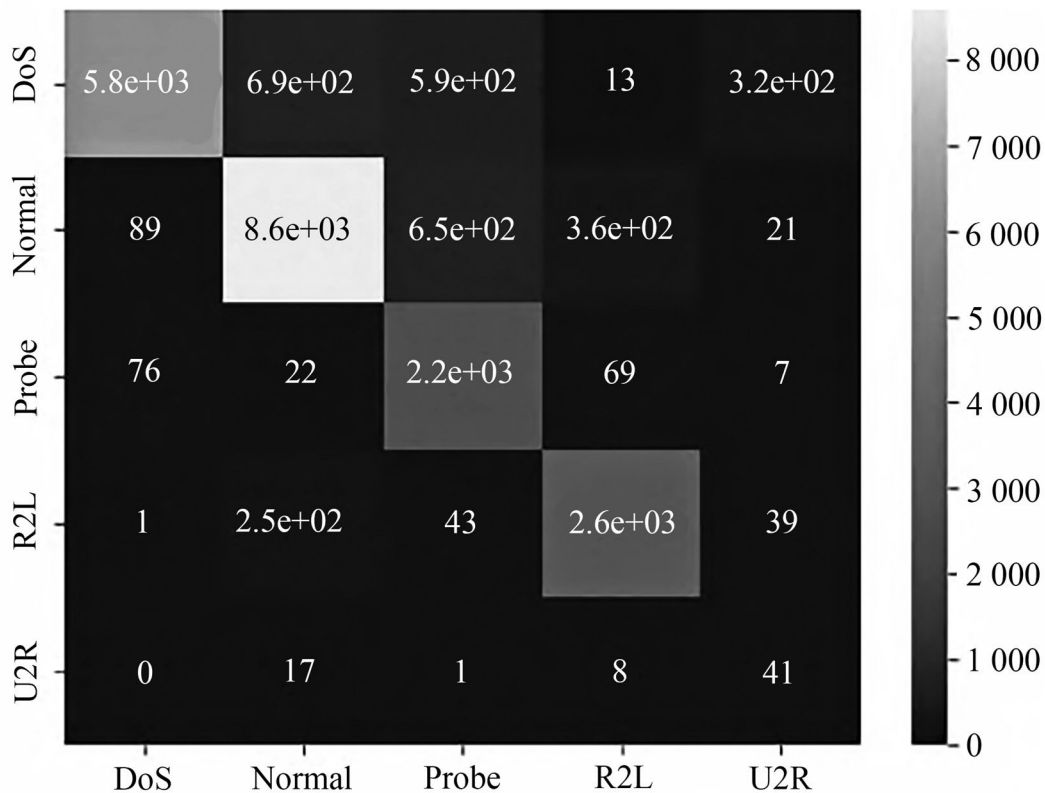 DoS 5.8e+03 6.9e+02 5.9e+02 13 3.2e+02
Normal 89 8.6e+03 6.5e+02 3.6e+02 21
Probe 76 22 2.2e+03 69 7
R2L 1 2.5e+02 43 2.6e+03 39
U2R 0 17 1 8 41
DoS Normal Probe R2L U2R
8 000
7 000
6 000
5 000
4 000
3 000
2 000
1 000
0